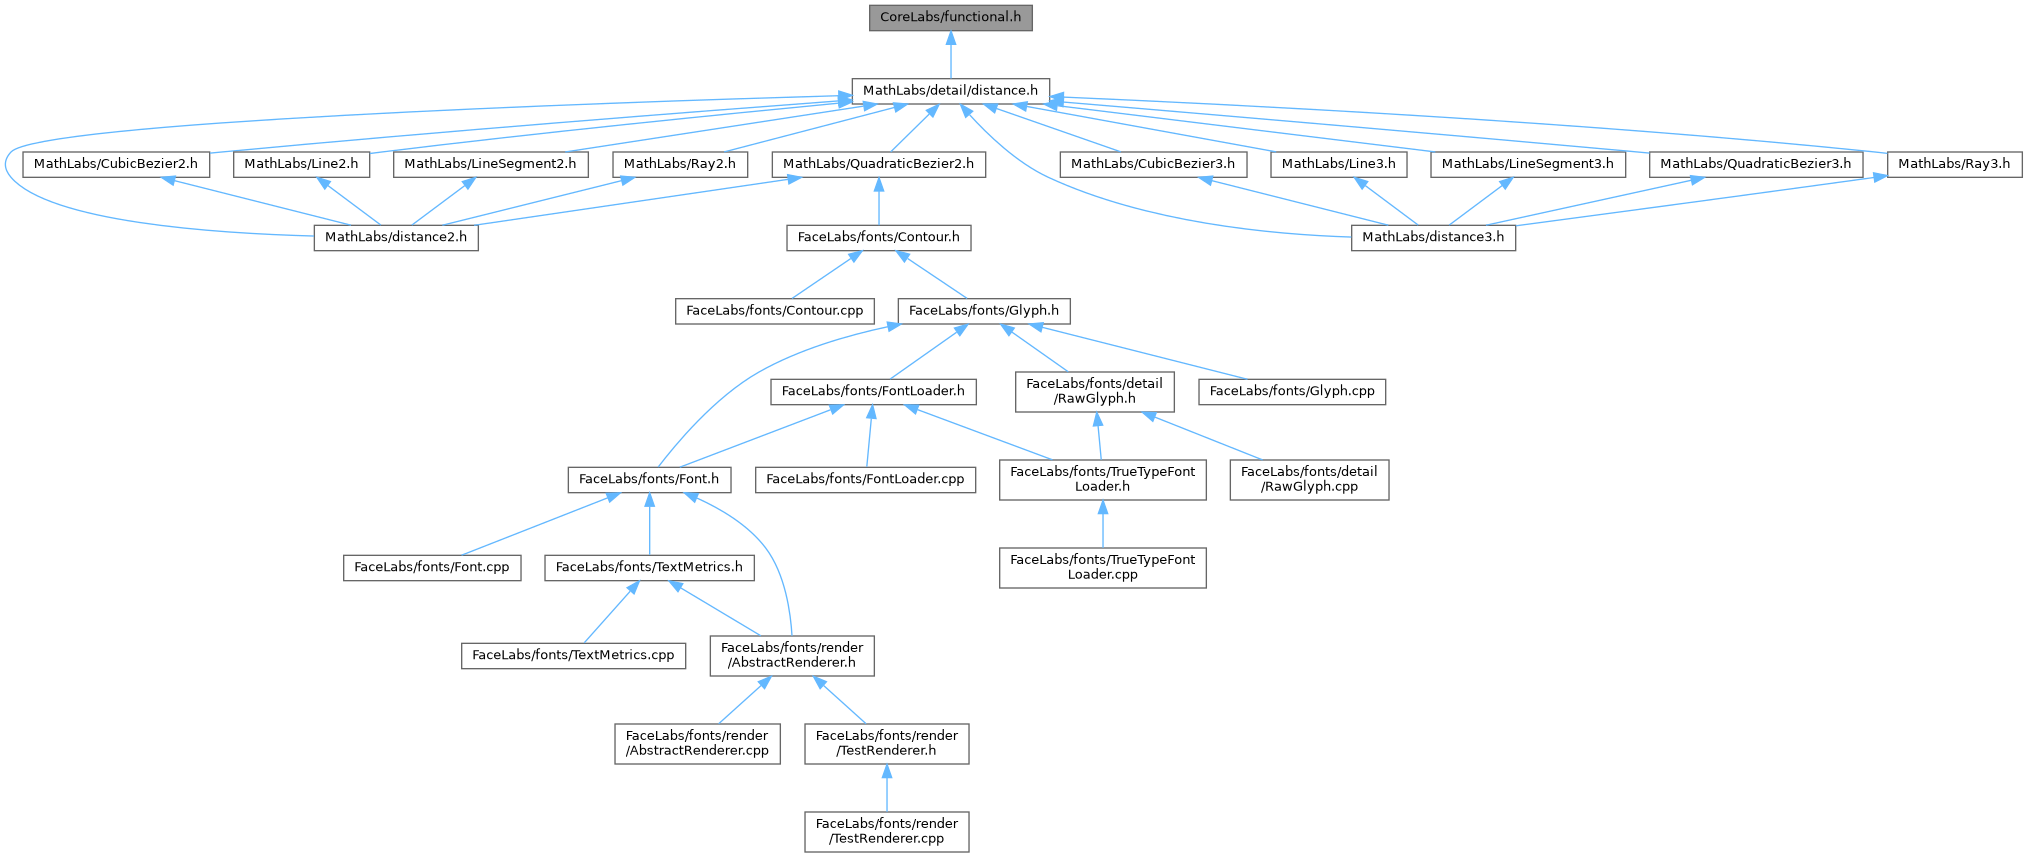 CoreLabs/functional.h
MathLabs/detail/distance.h
MathLabs/CubicBezier2.h
MathLabs/Line2.h
MathLabs/LineSegment2.h
MathLabs/Ray2.h
MathLabs/QuadraticBezier2.h
MathLabs/CubicBezier3.h
MathLabs/Line3.h
MathLabs/LineSegment3.h
MathLabs/QuadraticBezier3.h
MathLabs/Ray3.h
MathLabs/distance2.h
FaceLabs/fonts/Contour.h
MathLabs/distance3.h
FaceLabs/fonts/Contour.cpp
FaceLabs/fonts/Glyph.h
FaceLabs/fonts/FontLoader.h
FaceLabs/fonts/detail
/RawGlyph.h
FaceLabs/fonts/Glyph.cpp
FaceLabs/fonts/Font.h
FaceLabs/fonts/FontLoader.cpp
FaceLabs/fonts/TrueTypeFont
Loader.h
FaceLabs/fonts/detail
/RawGlyph.cpp
FaceLabs/fonts/Font.cpp
FaceLabs/fonts/TextMetrics.h
FaceLabs/fonts/TrueTypeFont
Loader.cpp
FaceLabs/fonts/TextMetrics.cpp
FaceLabs/fonts/render
/AbstractRenderer.h
FaceLabs/fonts/render
/AbstractRenderer.cpp
FaceLabs/fonts/render
/TestRenderer.h
FaceLabs/fonts/render
/TestRenderer.cpp